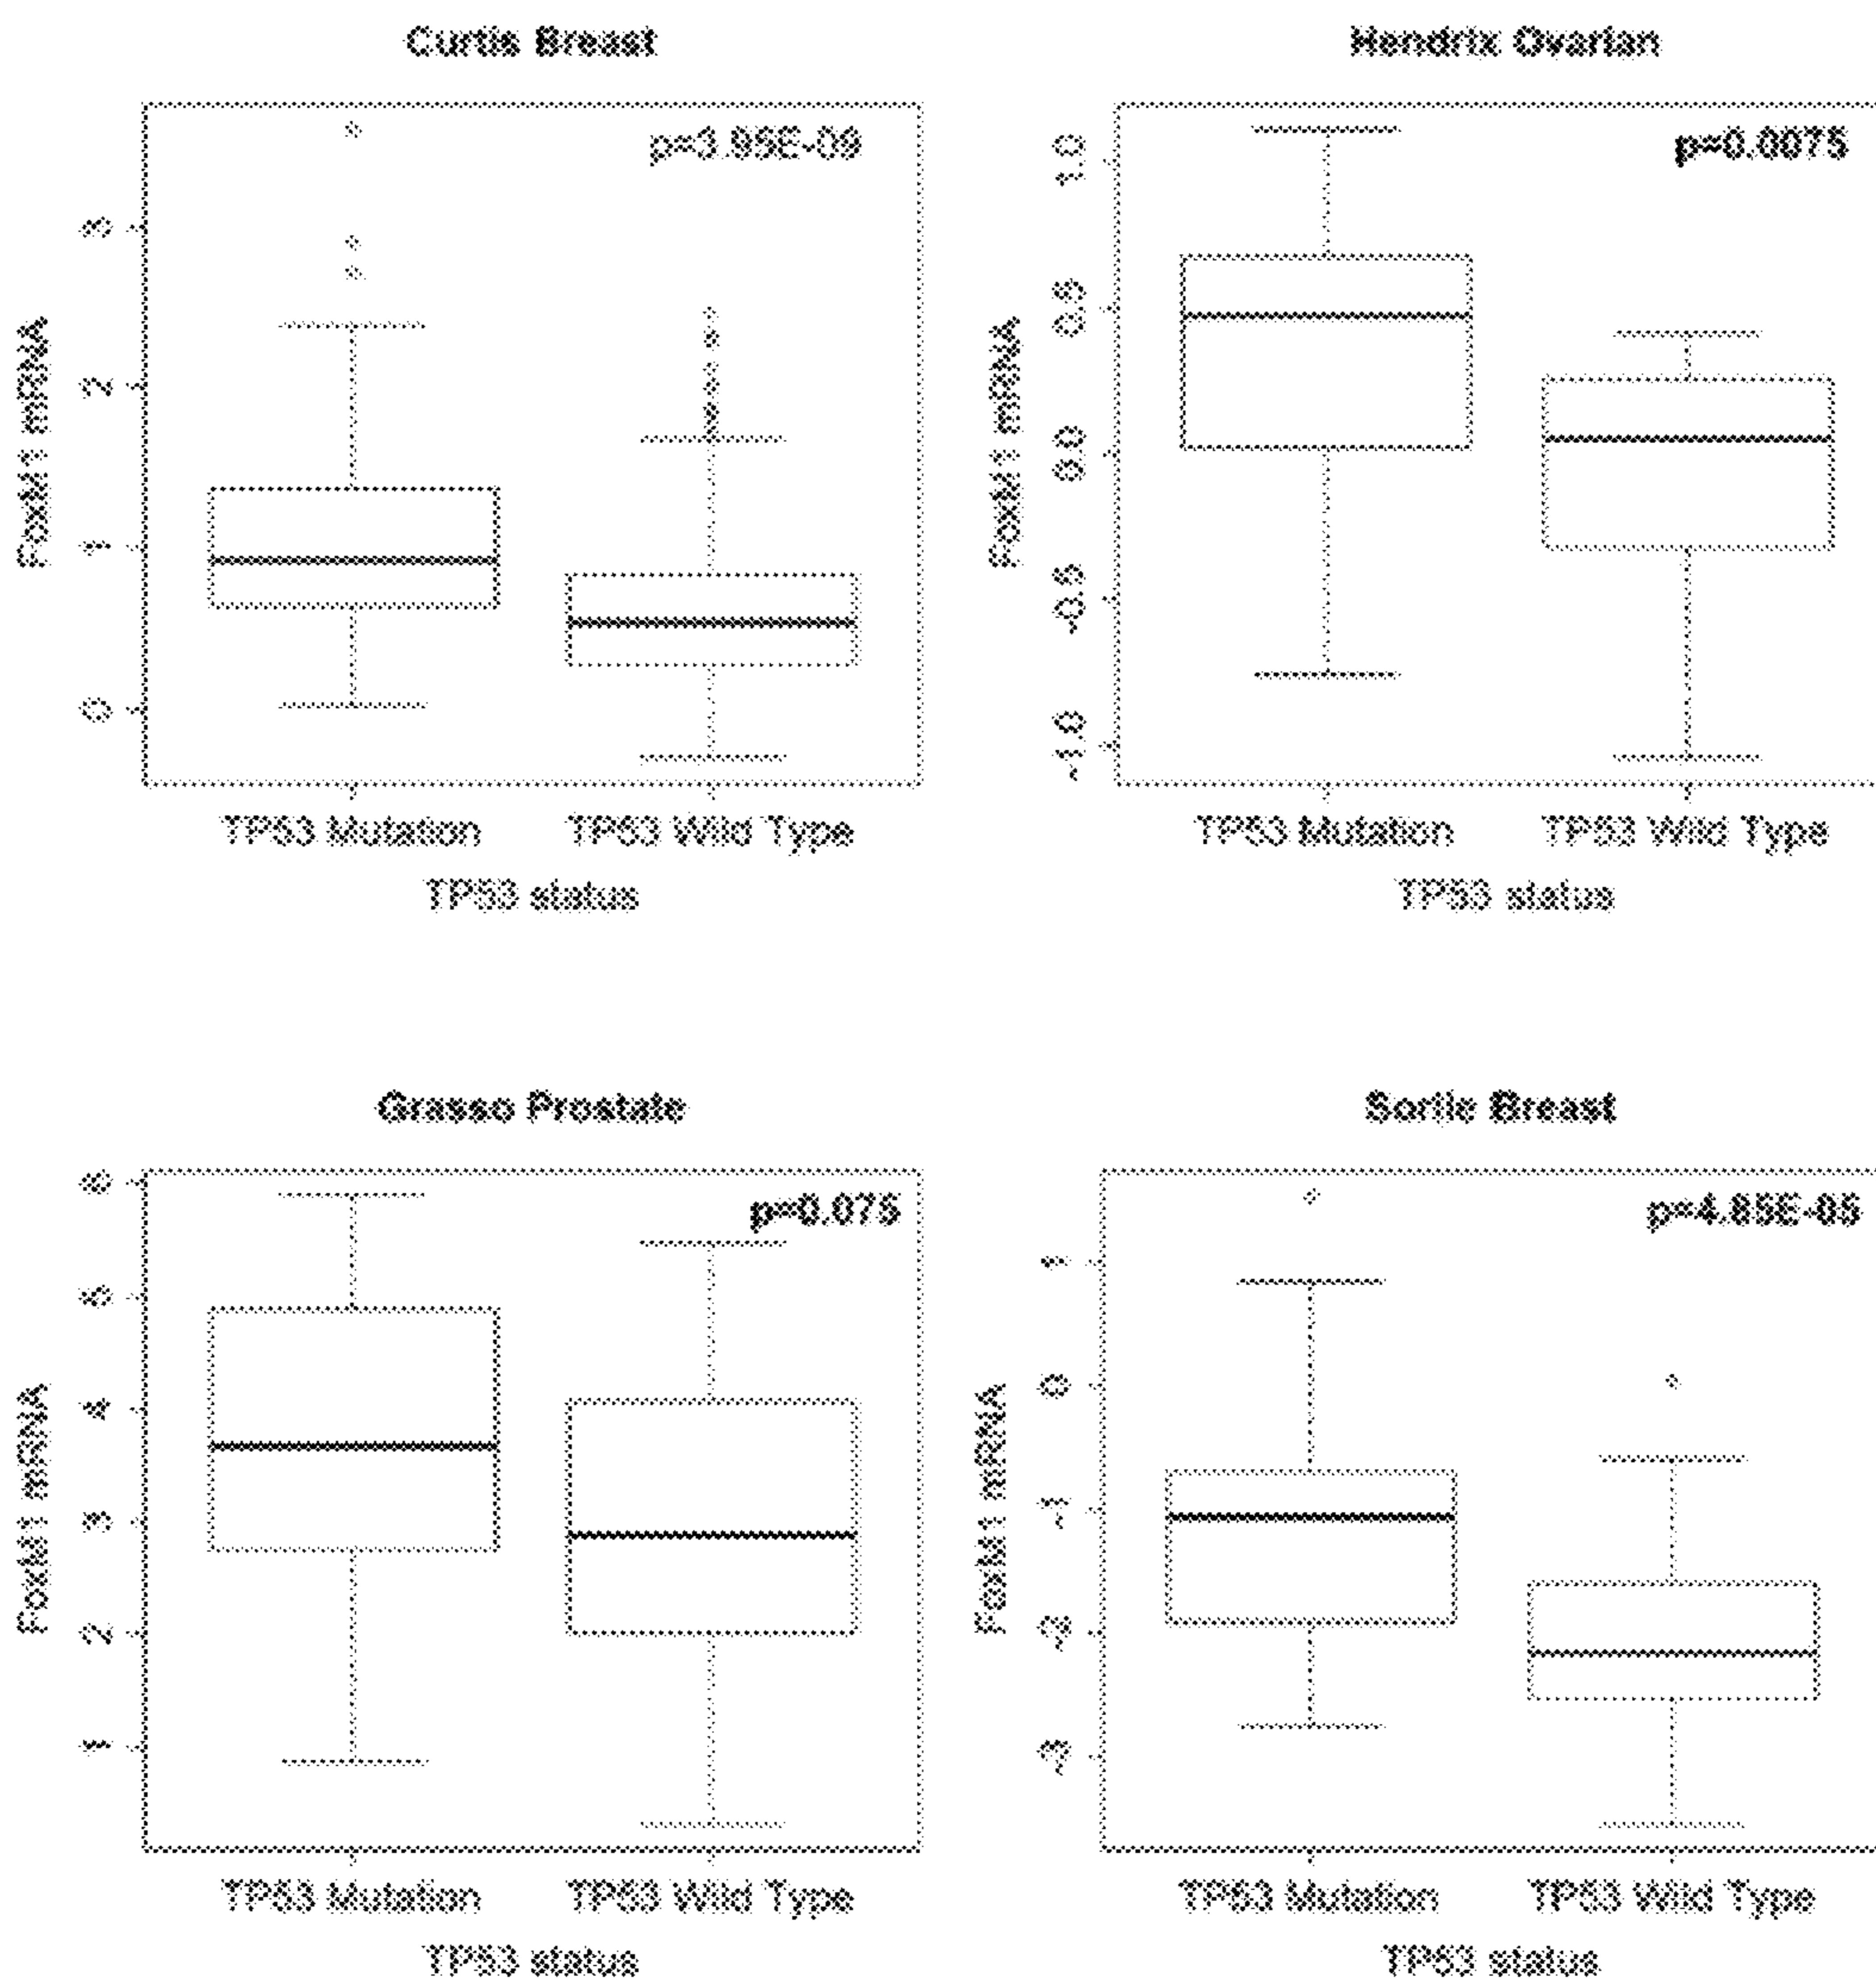 Curtis Breast
p=3.95E-09
FoxM1 mRNA
3
2
1
0
TP53 Mutation TP53 Wild Type
TP53 status
Hendrix Ovarian
p=0.0075
FoxM1 mRNA
1.0
0.5
0.0
-0.5
-1.0
TP53 Mutation TP53 Wild Type
TP53 status
Grasso Prostate
p=0.075
FoxM1 mRNA
6
5
4
3
2
1
TP53 Mutation TP53 Wild Type
TP53 status
Sorlie Breast
p=4.85E-05
FoxM1 mRNA
1
0
-1
-2
-3
TP53 Mutation TP53 Wild Type
TP53 status